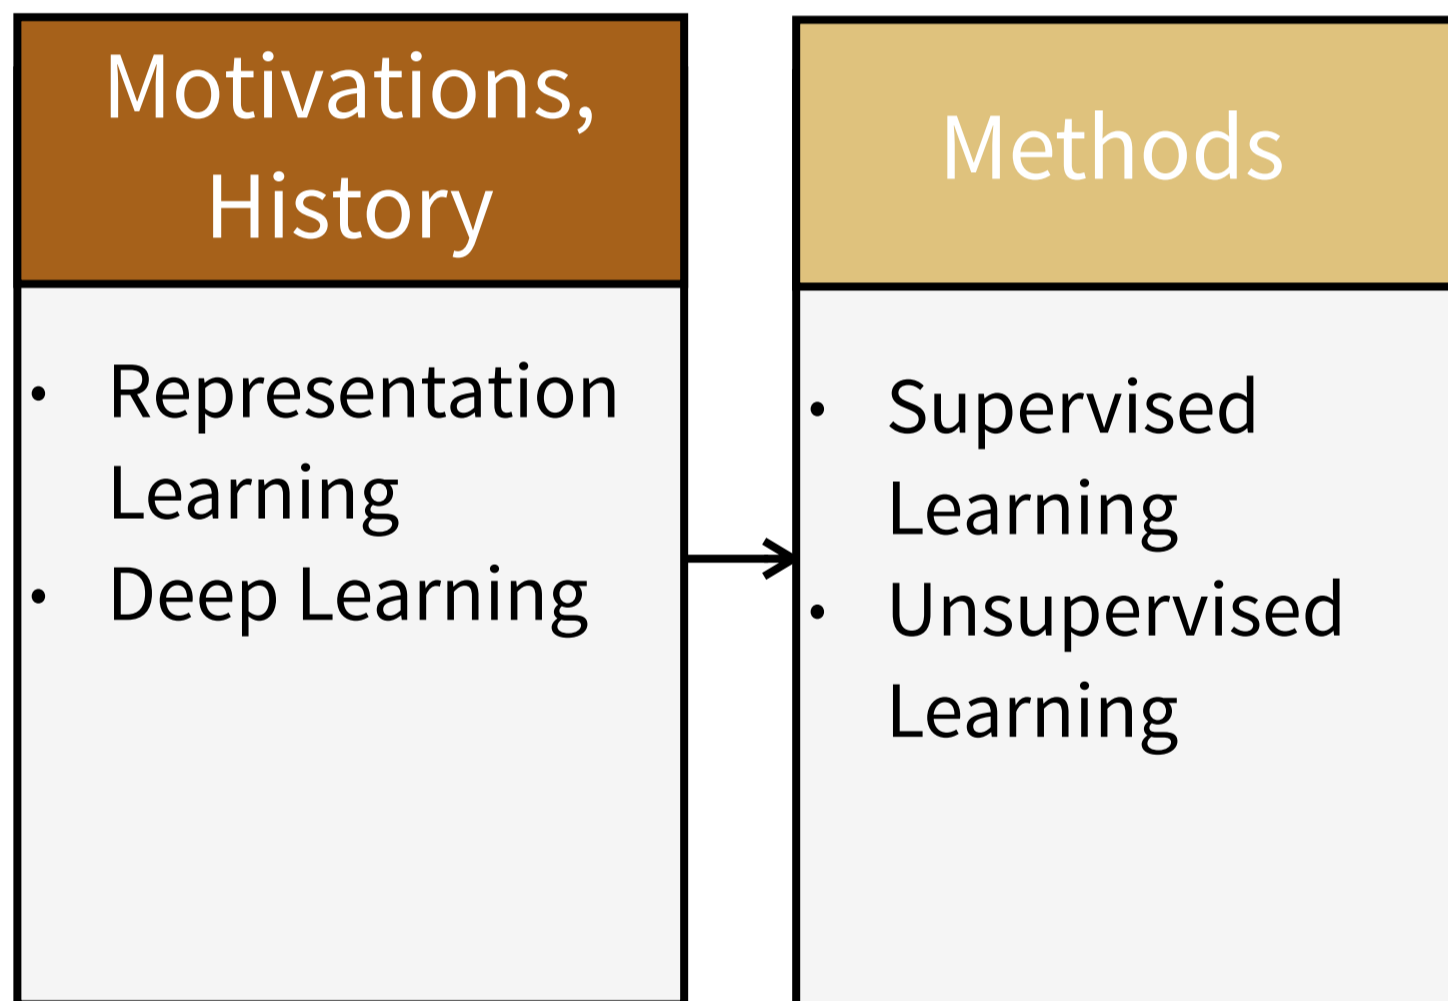 Motivations,
History
• Representation
Learning
• Deep Learning
Methods
• Supervised
Learning
• Unsupervised
Learning